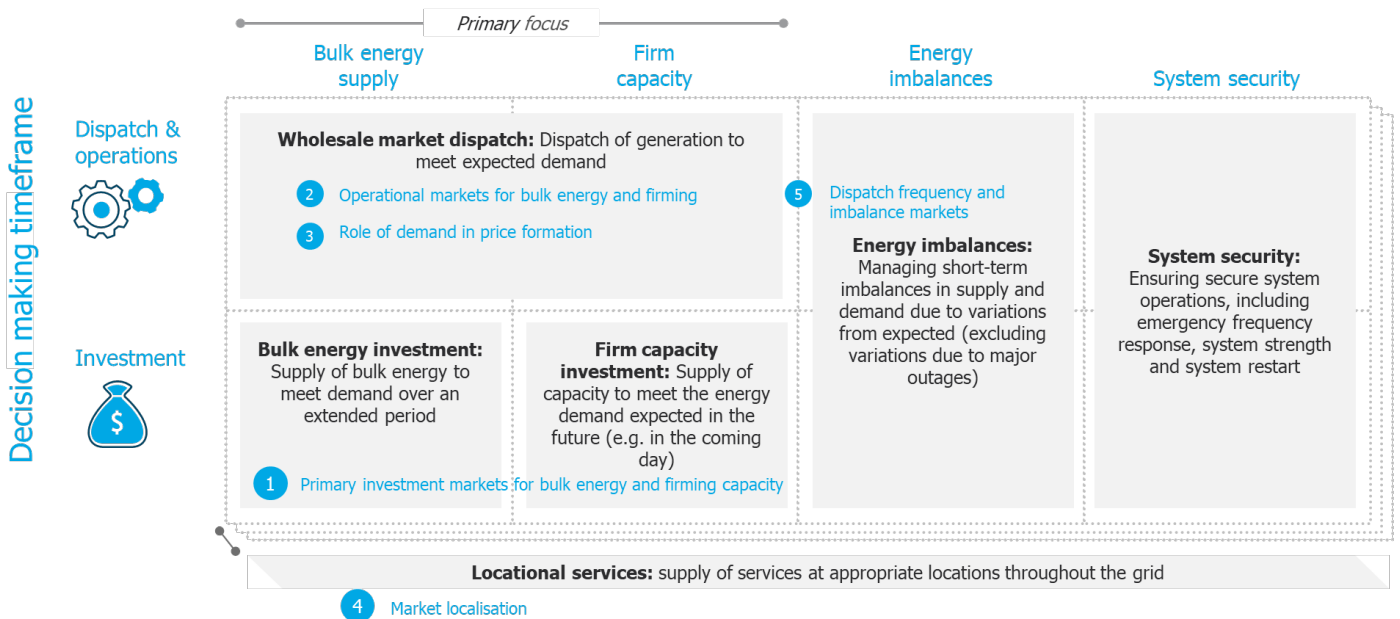 Primary focus
Bulk energy
supply
Firm
capacity
Energy
imbalances
System security
Decision making timeframe
Dispatch &
operations
Wholesale market dispatch: Dispatch of generation to
meet expected demand
2 Operational markets for bulk energy and firming
3 Role of demand in price formation
5 Dispatch frequency and
imbalance markets
Energy imbalances:
Managing short-term
imbalances in supply and
demand due to variations
from expected (excluding
variations due to major
outages)
System security:
Ensuring secure system
operations, including
emergency frequency
response, system strength
and system restart
Investment
$
Bulk energy investment:
Supply of bulk energy to
meet demand over an
extended period
Firm capacity
investment: Supply of
capacity to meet the energy
demand expected in the
future (e.g. in the coming
day)
1 Primary investment markets for bulk energy and firming capacity
Locational services: supply of services at appropriate locations throughout the grid
4 Market localisation